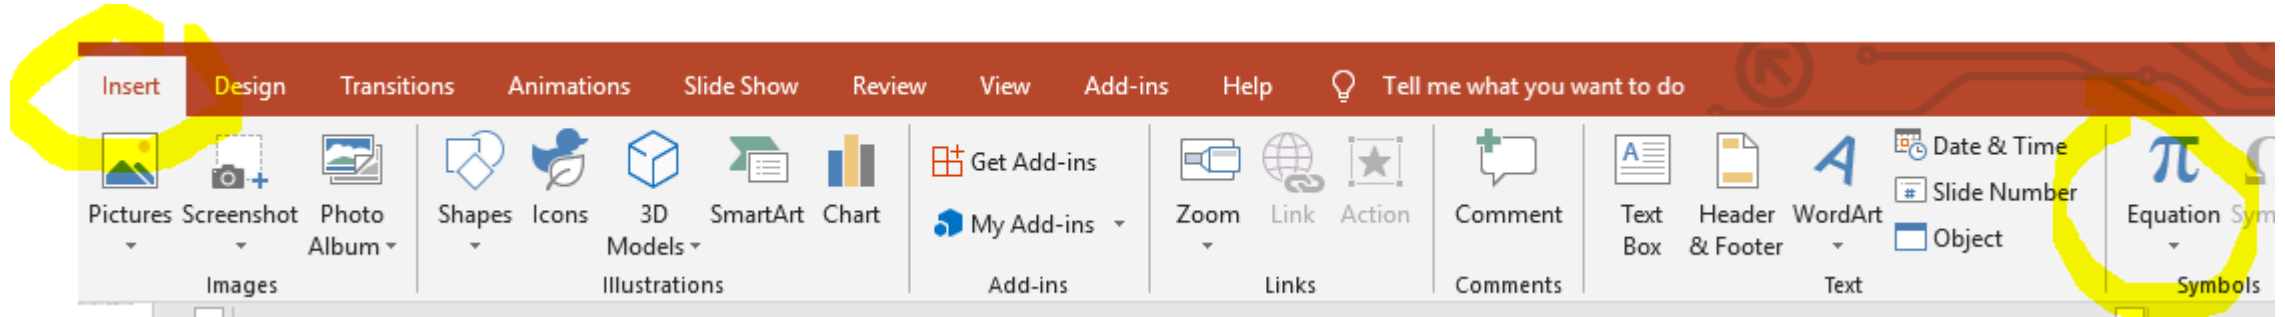 Insert Design Transitions Animations Slide Show Review View Add-ins Help Tell me what you want to do
Pictures Screenshot Photo Album
Images
Shapes Icons 3D Models SmartArt Chart
Illustrations
Get Add-ins
My Add-ins
Add-ins
Zoom Link Action
Links
Comment
Comments
Text Box Header & Footer WordArt
Date & Time
Slide Number
Object
Text
Equation
Symbols